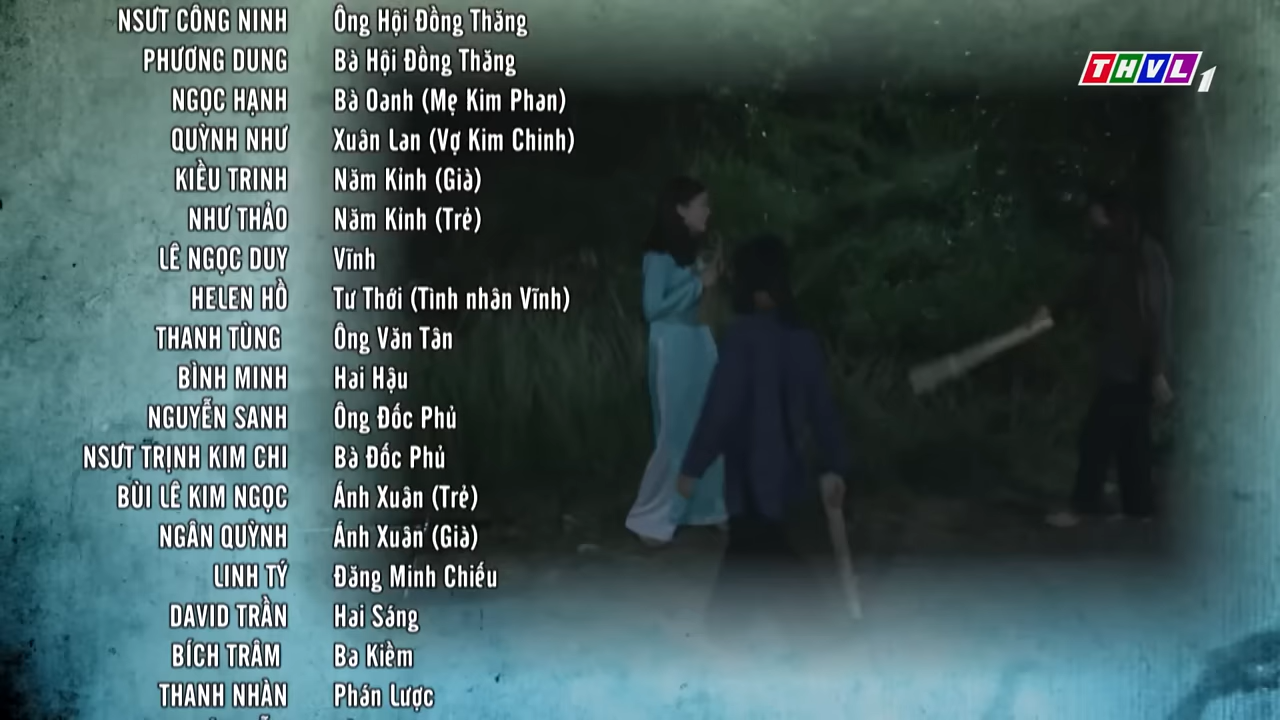 NSƯT CÔNG NINH Ông Hội Đồng Thăng
PHƯƠNG DUNG Bà Hội Đồng Thăng
THVL1
NGỌC HẠNH Bà Oanh (Mẹ Kim Phan)
QUỲNH NHƯ Xuân Lan (Vợ Kim Chinh)
KIỀU TRINH Năm Kỉnh (Già)
NHƯ THẢO Năm Kỉnh (Trẻ)
LÊ NGỌC DUY Vĩnh
HELEN HỒ Tư Thới (Tình nhân Vĩnh)
THANH TÙNG Ông Văn Tân
BÌNH MINH Hai Hậu
NGUYỄN SANH Ông Đốc Phủ
NSƯT TRỊNH KIM CHI Bà Đốc Phủ
BÙI LÊ KIM NGỌC Ánh Xuân (Trẻ)
NGÂN QUỲNH Ánh Xuân (Già)
LINH TÝ Đăng Minh Chiếu
DAVID TRẦN Hai Sáng
BÍCH TRÂM Ba Kiềm
THANH NHÀN Phán Lược